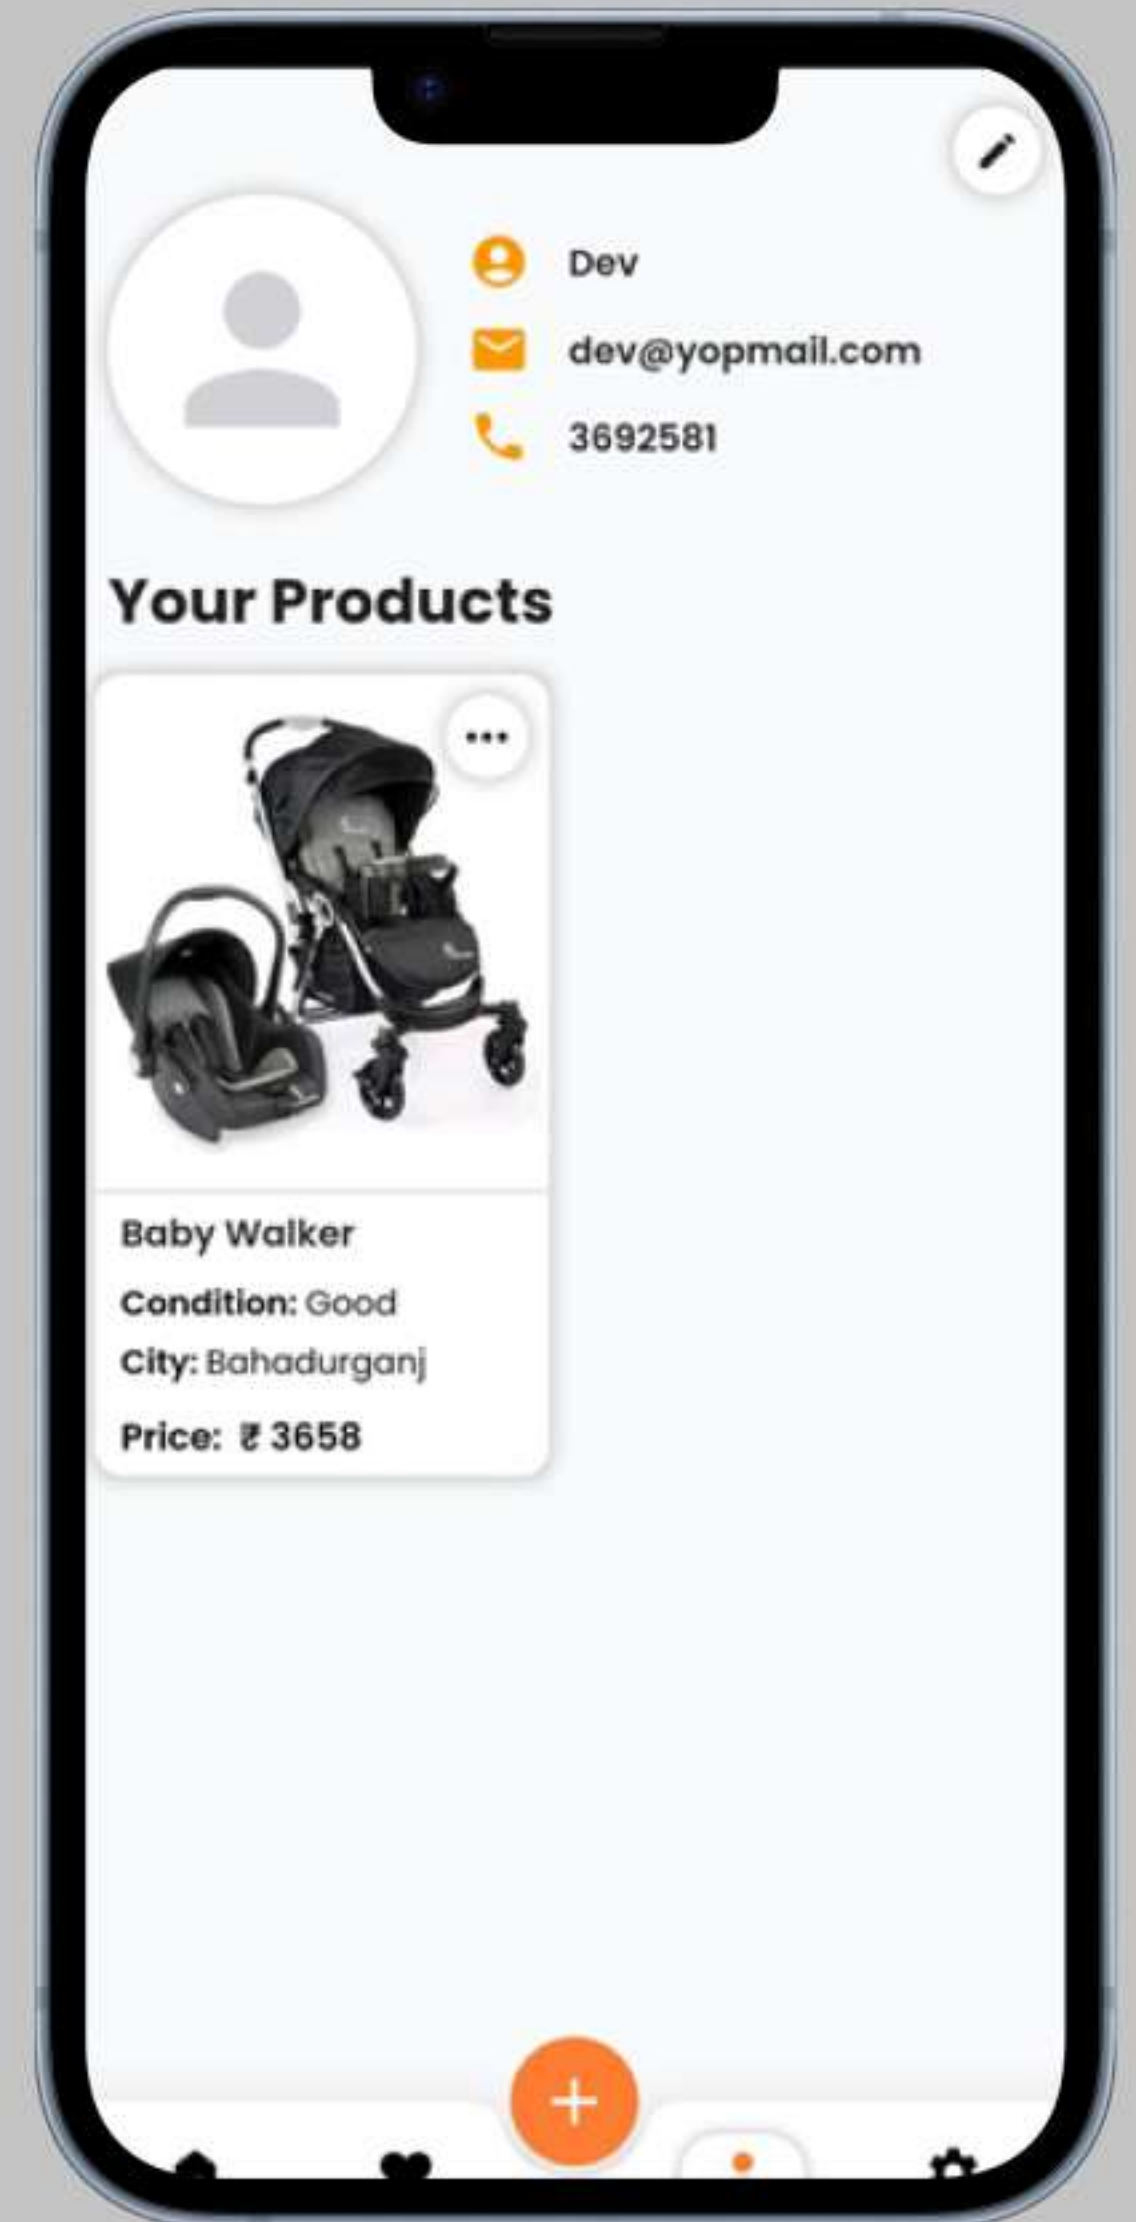 Dev
dev@yopmail.com
3692581
Your Products
Baby Walker
Condition: Good
City: Bahadurganj
Price: ₹ 3658